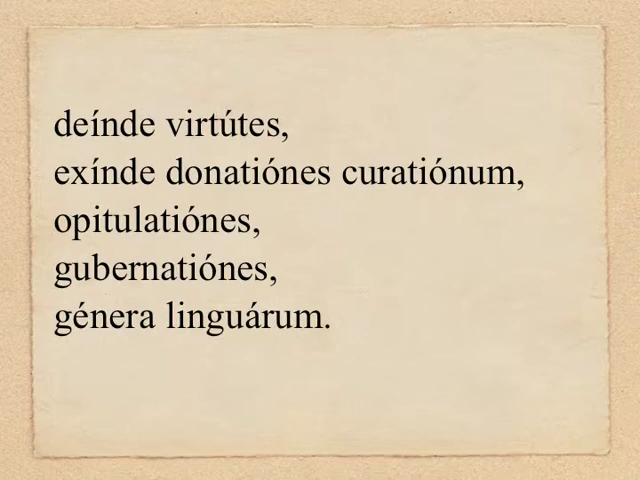 deínde virtútes,
exínde donatiónes curatiónum,
opitulatiónes,
gubernatiónes,
génera linguárum.